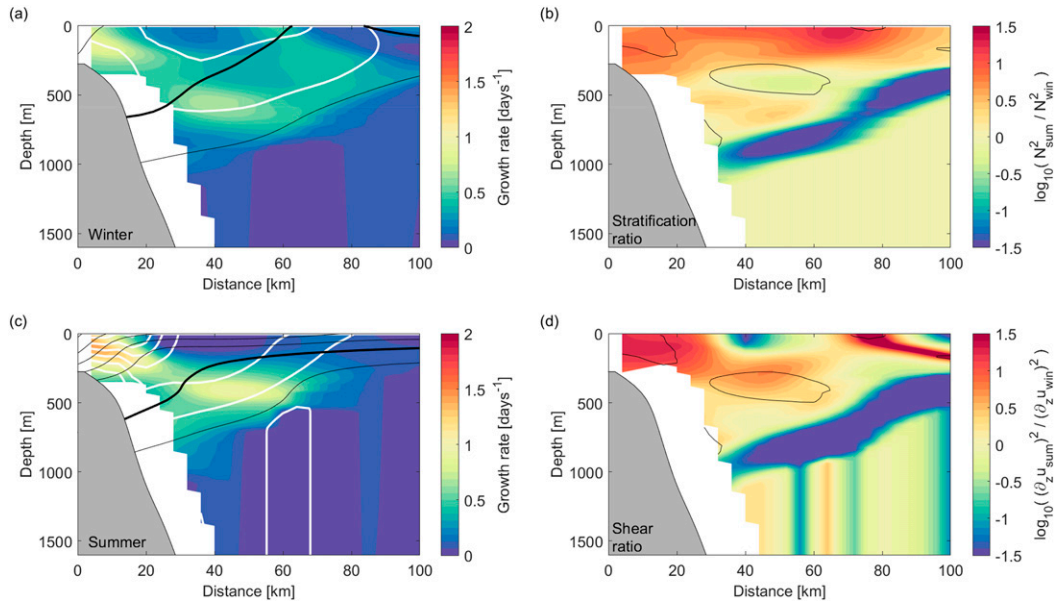 (a)
0
500
1000
1500
Depth [m]
Winter
0 20 40 60 80 100
Distance [km]
2
1.5
1
0.5
0
Growth rate [days⁻¹]
(b)
0
500
1000
1500
Depth [m]
Stratification
ratio
0 20 40 60 80 100
Distance [km]
1.5
1
0.5
0
-0.5
-1
-1.5
log₁₀( N²sum / N²win)
(c)
0
500
1000
1500
Depth [m]
Summer
0 20 40 60 80 100
Distance [km]
2
1.5
1
0.5
0
Growth rate [days⁻¹]
(d)
0
500
1000
1500
Depth [m]
Shear
ratio
0 20 40 60 80 100
Distance [km]
1.5
1
0.5
0
-0.5
-1
-1.5
log₁₀( (∂z usum)² / (∂z uwin)²